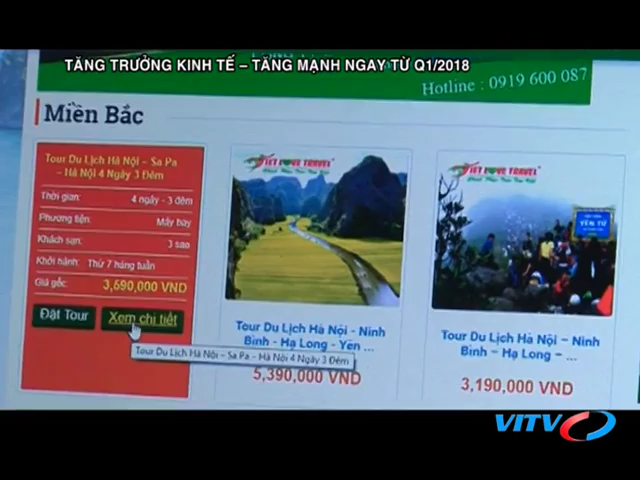 TĂNG TRƯỞNG KINH TẾ – TĂNG MẠNH NGAY TỪ Q1/2018
Hotline : 0919 600 087
Miền Bắc
Tour Du Lịch Hà Nội – Sa Pa
– Hà Nội 4 Ngày 3 Đêm
Thời gian: 4 ngày - 3 đêm
Phương tiện: Máy bay
Khách sạn: 3 sao
Khởi hành: Thứ 7 hàng tuần
Giá gốc: 3,690,000 VND
Đặt Tour Xem chi tiết
Tour Du Lịch Hà Nội – Sa Pa – Hà Nội 4 Ngày 3 Đêm
VIET LOVE TRAVEL
Tour Du Lịch Hà Nội - Ninh
Bình - Hạ Long - Yên ...
5,390,000 VND
VIET LOVE TRAVEL
YÊN TỬ
Tour Du Lịch Hà Nội – Ninh
Bình – Hạ Long – ...
3,190,000 VND
VITV